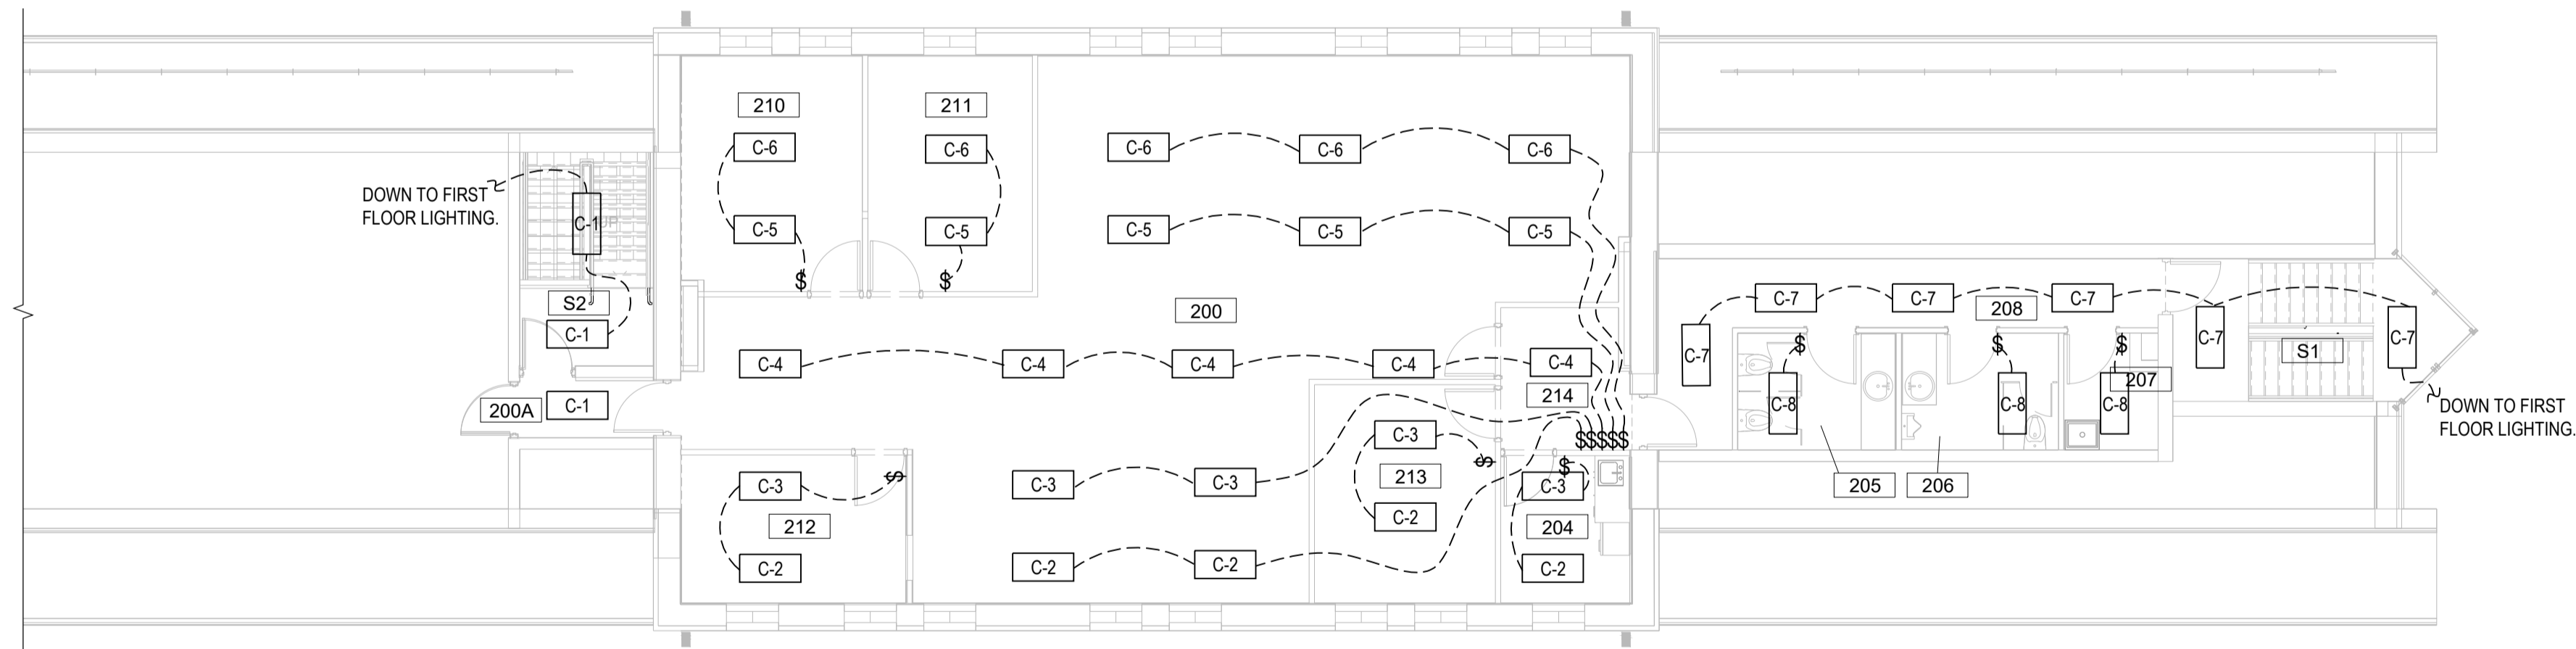 210
211
C-6
C-6
C-6
C-6
C-6
DOWN TO FIRST
FLOOR LIGHTING.
C-1
UP
C-5
C-5
C-5
C-5
C-5
$
$
S2
C-1
200
C-7
C-7
208
C-7
C-7
C-7
C-7
S1
C-4
C-4
C-4
C-4
C-4
$
$
$
207
200A
C-1
214
C-8
C-8
C-8
DOWN TO FIRST
FLOOR LIGHTING.
C-3
$$$$$
$
$
$
C-3
C-3
C-3
213
C-3
205
206
212
C-2
204
C-2
C-2
C-2
C-2